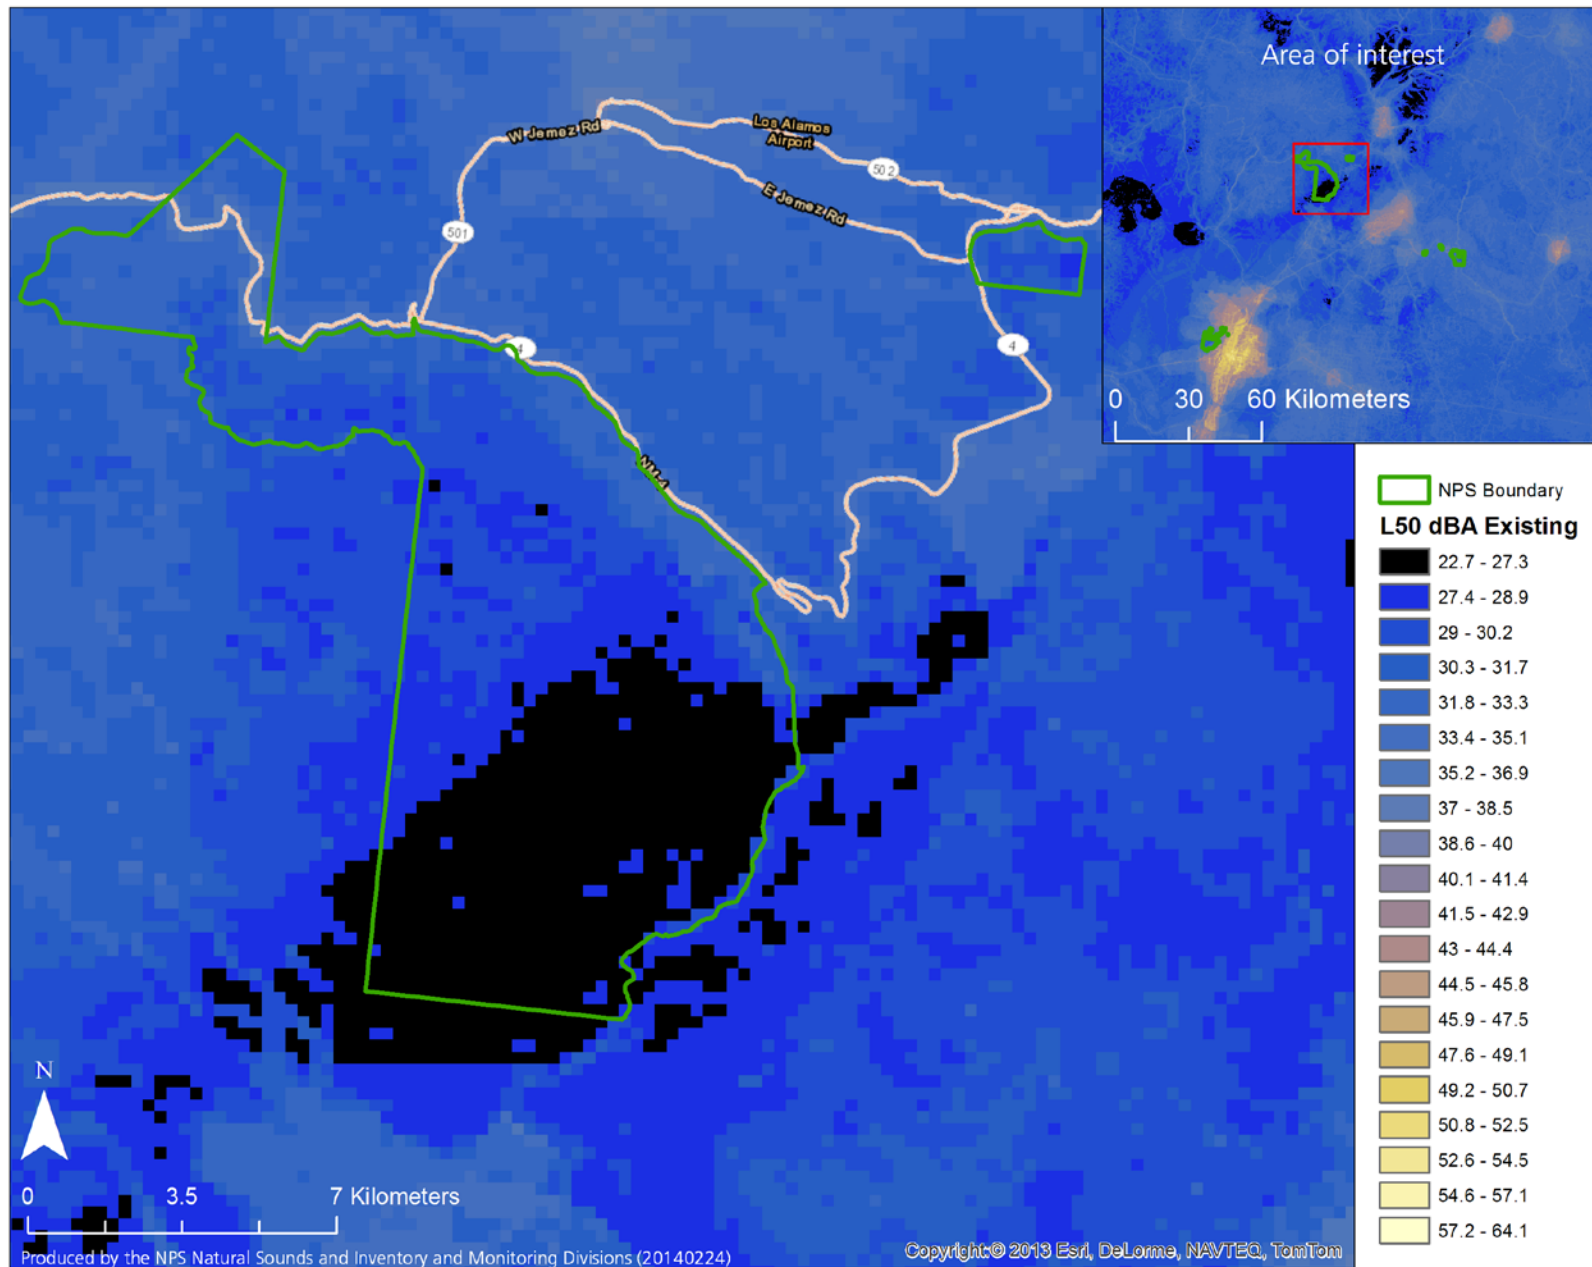 Area of interest
Los Alamos
Airport
W Jemez Rd
502
E Jemez Rd
501
4
4
NM-4
0 30 60 Kilometers
NPS Boundary
L50 dBA Existing
22.7 - 27.3
27.4 - 28.9
29 - 30.2
30.3 - 31.7
31.8 - 33.3
33.4 - 35.1
35.2 - 36.9
37 - 38.5
38.6 - 40
40.1 - 41.4
41.5 - 42.9
43 - 44.4
44.5 - 45.8
45.9 - 47.5
47.6 - 49.1
49.2 - 50.7
50.8 - 52.5
52.6 - 54.5
54.6 - 57.1
57.2 - 64.1
N
0 3.5 7 Kilometers
Produced by the NPS Natural Sounds and Inventory and Monitoring Divisions (20140224)
Copyright:© 2013 Esri, DeLorme, NAVTEQ, TomTom